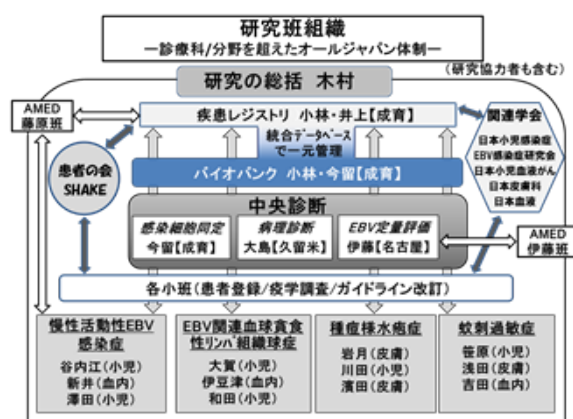 研究班組織
―診療科/分野を超えたオールジャパン体制―
研究の総括 木村
(研究協力者も含む)
AMED
藤原班
疾患レジストリ 小林・井上【成育】
関連学会
日本小児感染症
EBV感染症研究会
日本小児血液がん
日本皮膚科
日本血液
統合データベース
で一元管理
患者の会
SHAKE
バイオバンク 小林・今留【成育】
中央診断
感染細胞同定
今留【成育】
病理診断
大島【久留米】
EBV定量評価
伊藤【名古屋】
AMED
伊藤班
各小班(患者登録/疫学調査/ガイドライン改訂)
慢性活動性EBV
感染症
谷内江(小児)
新井(血内)
澤田(小児)
EBV関連血球貪食
性リンパ組織球症
大賀(小児)
伊豆津(血内)
和田(小児)
種痘様水疱症
岩月(皮膚)
川田(小児)
濱田(皮膚)
蚊刺過敏症
笹原(小児)
浅田(皮膚)
吉田(血内)